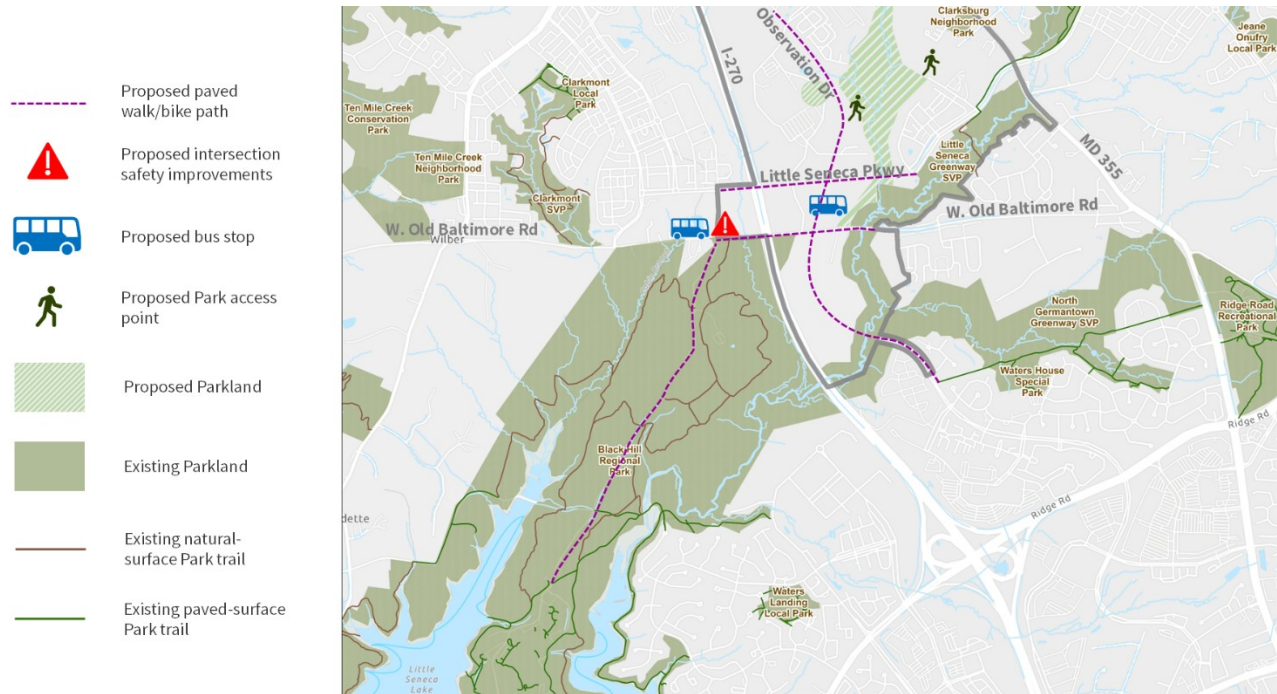 Proposed paved
walk/bike path
Proposed intersection
safety improvements
Proposed bus stop
Proposed Park access
point
Proposed Parkland
Existing Parkland
Existing natural-
surface Park trail
Existing paved-surface
Park trail
Clarksburg
Neighborhood
Park
Jeane
Onufry
Local Park
Observation Dr
I-270
Clarkmont
Local
Park
Ten Mile Creek
Conservation
Park
Ten Mile Creek
Neighborhood
Park
Clarkmont
SVP
Little
Seneca
Greenway
SVP
MD 355
Little Seneca Pkwy
W. Old Baltimore Rd
W. Old Baltimore Rd
Wilber
North
Germantown
Greenway SVP
Ridge Road
Recreational
Park
Waters House
Special
Park
Ridge Rd
Black Hill
Regional
Park
Ridge Rd
dette
Waters
Landing
Local Park
Little
Seneca
Lake